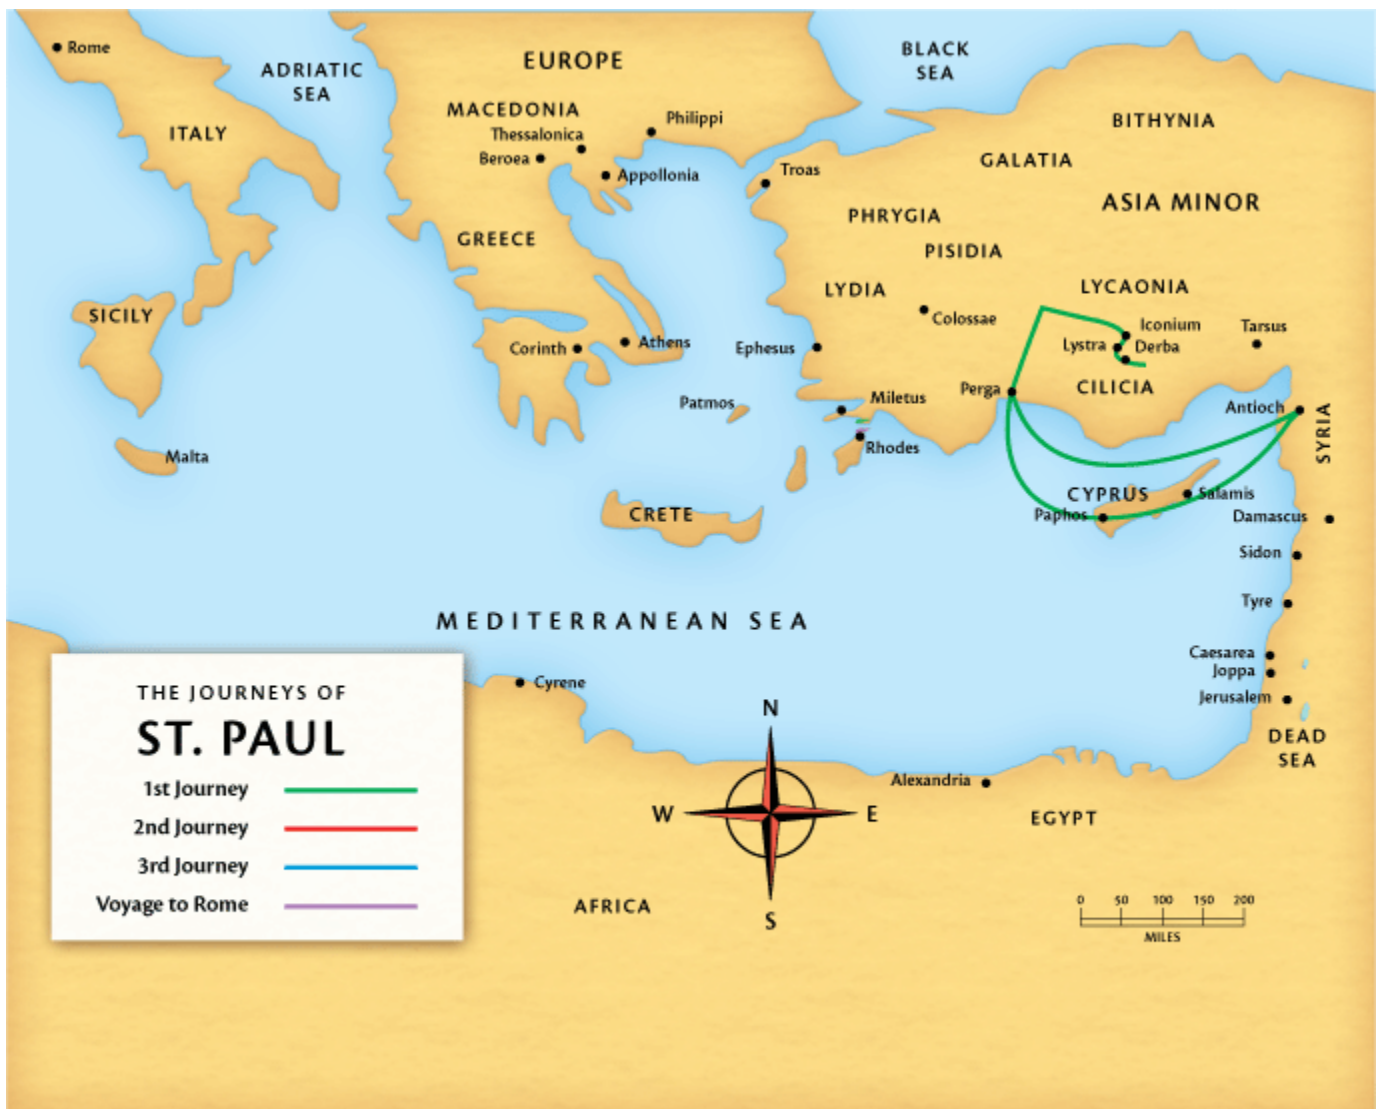 Rome
ADRIATIC
SEA
EUROPE
BLACK
SEA
ITALY
MACEDONIA
Thessalonica
Philippi
Beroea
Appollonia
BITHYNIA
GALATIA
Troas
ASIA MINOR
PHRYGIA
GREECE
PISIDIA
LYDIA
LYCAONIA
SICILY
Colossae
Iconium
Tarsus
Corinth
Athens
Ephesus
Lystra
Derba
Perga
CILICIA
Patmos
Miletus
Antioch
SYRIA
Rhodes
Malta
CYPRUS
Salamis
CRETE
Paphos
Damascus
Sidon
Tyre
MEDITERRANEAN SEA
Caesarea
Joppa
Jerusalem
Cyrene
DEAD
SEA
THE JOURNEYS OF
ST. PAUL
1st Journey
2nd Journey
3rd Journey
Voyage to Rome
N
W
E
S
Alexandria
EGYPT
AFRICA
0 50 100 150 200
MILES